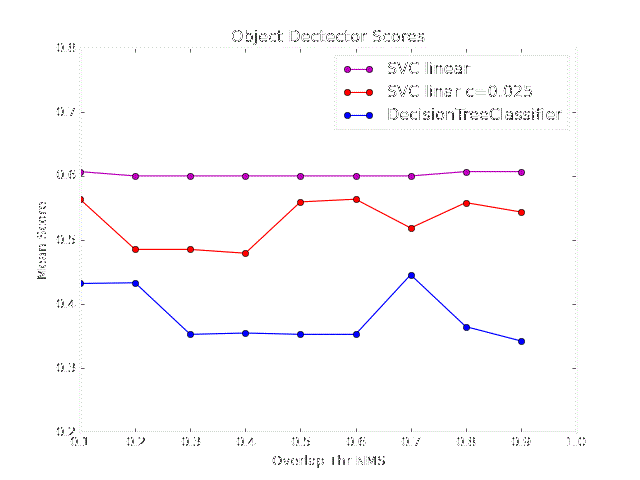 Object Dectector Scores
SVC linear
SVC linar c=0.025
DecisionTreeClassifier
Mean Score
0.8
0.7
0.6
0.5
0.4
0.3
0.2
0.1 0.2 0.3 0.4 0.5 0.6 0.7 0.8 0.9 1.0
Overlap Thr NMS